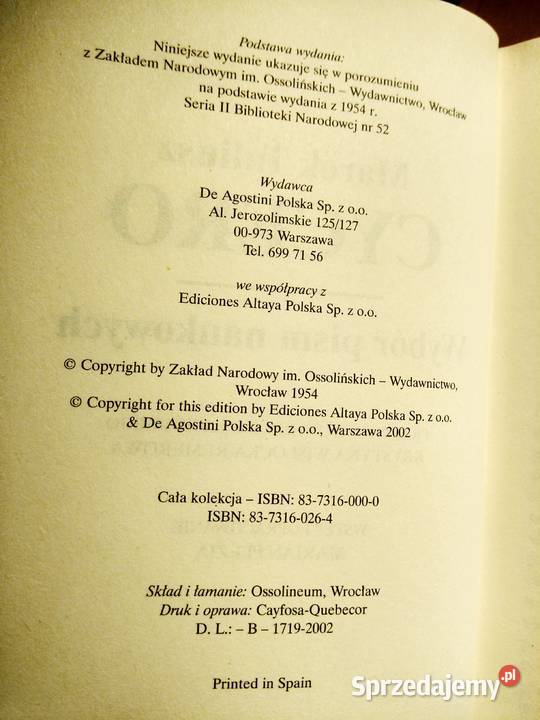 Podstawa wydania:
Niniejsze wydanie ukazuje się w porozumieniu
z Zakładem Narodowym im. Ossolińskich – Wydawnictwo, Wrocław
na podstawie wydania z 1954 r.
Seria II Biblioteki Narodowej nr 52
Wydawca
De Agostini Polska Sp. z o.o.
Al. Jerozolimskie 125/127
00-973 Warszawa
Tel. 699 71 56
we współpracy z
Ediciones Altaya Polska Sp. z o.o.
© Copyright by Zakład Narodowy im. Ossolińskich – Wydawnictwo,
Wrocław 1954
© Copyright for this edition by Ediciones Altaya Polska Sp. z o.o.
& De Agostini Polska Sp. z o.o., Warszawa 2002
Cała kolekcja – ISBN: 83-7316-000-0
ISBN: 83-7316-026-4
Skład i łamanie: Ossolineum, Wrocław
Druk i oprawa: Cayfosa-Quebecor
D. L.: – B – 1719-2002
Printed in Spain
Sprzedajemy.pl